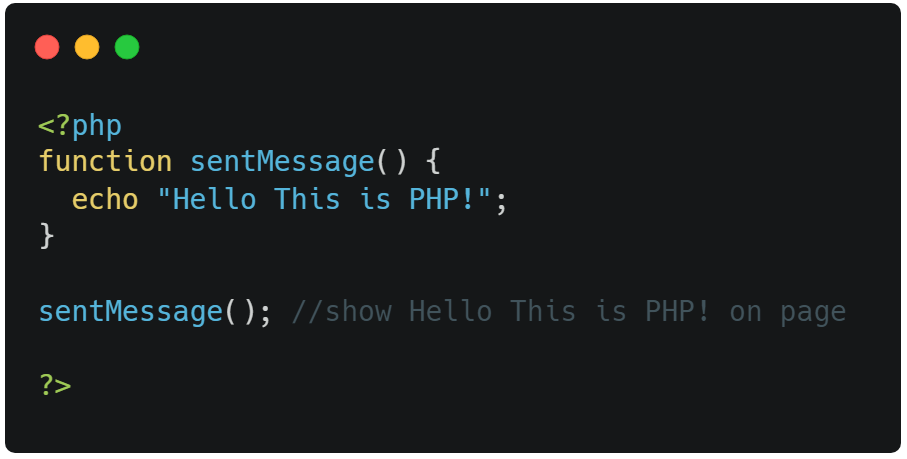 <?php
function sentMessage() {
  echo "Hello This is PHP!";
}
sentMessage(); //show Hello This is PHP! on page
?>